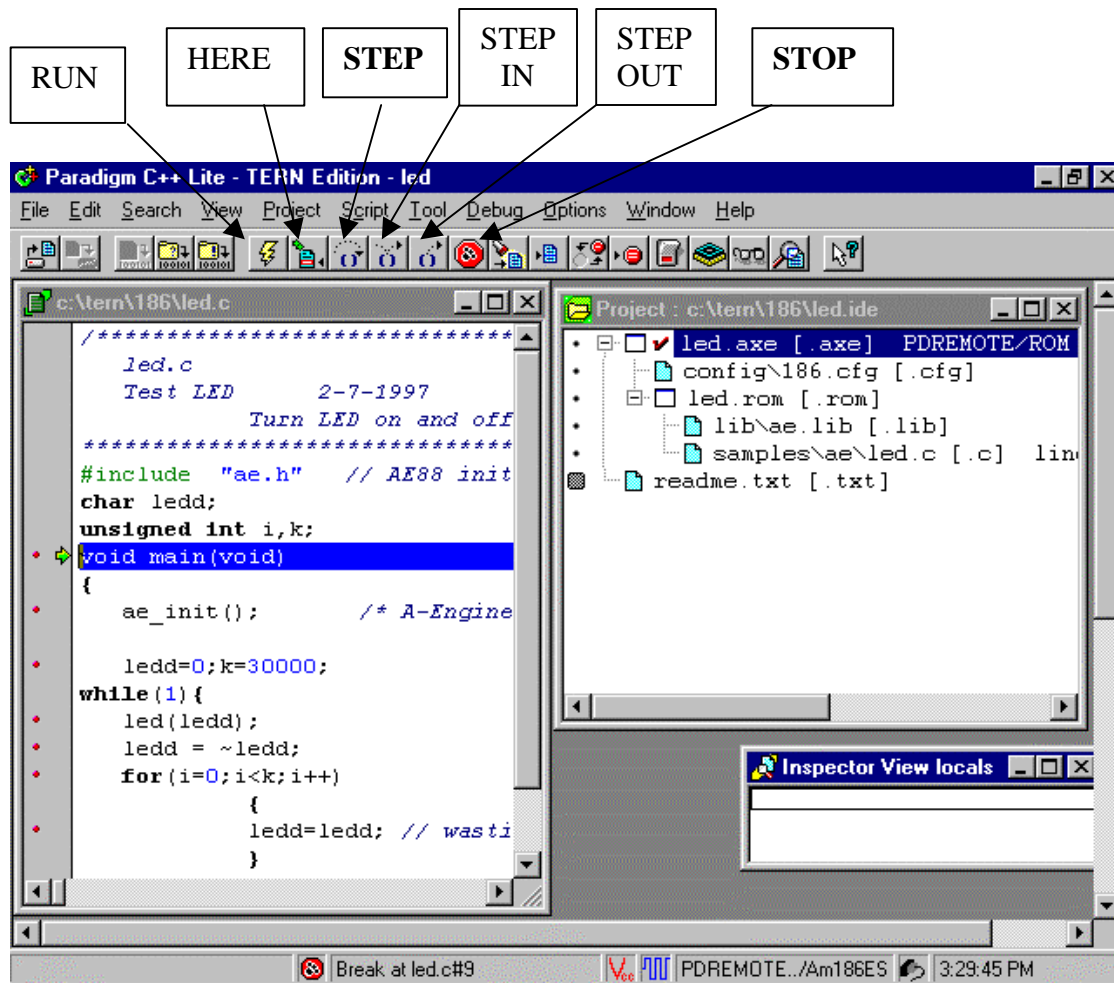 RUN
HERE
STEP
STEP
IN
STEP
OUT
STOP
Paradigm C++ Lite - TERN Edition - led
File Edit Search View Project Script Tool Debug Options Window Help
c:\tern\186\led.c
/********************************
led.c
Test LED 2-7-1997
Turn LED on and off
********************************
#include "ae.h" // AE88 init
char ledd;
unsigned int i,k;
void main(void)
{
ae_init(); /* A-Engine
ledd=0;k=30000;
while(1){
led(ledd);
ledd = ~ledd;
for(i=0;i<k;i++)
{
ledd=ledd; // wasti
}
Project : c:\tern\186\led.ide
led.axe [.axe] PDREMOTE/ROM
config\186.cfg [.cfg]
led.rom [.rom]
lib\ae.lib [.lib]
samples\ae\led.c [.c]
readme.txt [.txt]
Inspector View locals
Break at led.c#9
Vcc
PDREMOTE../Am186ES
3:29:45 PM